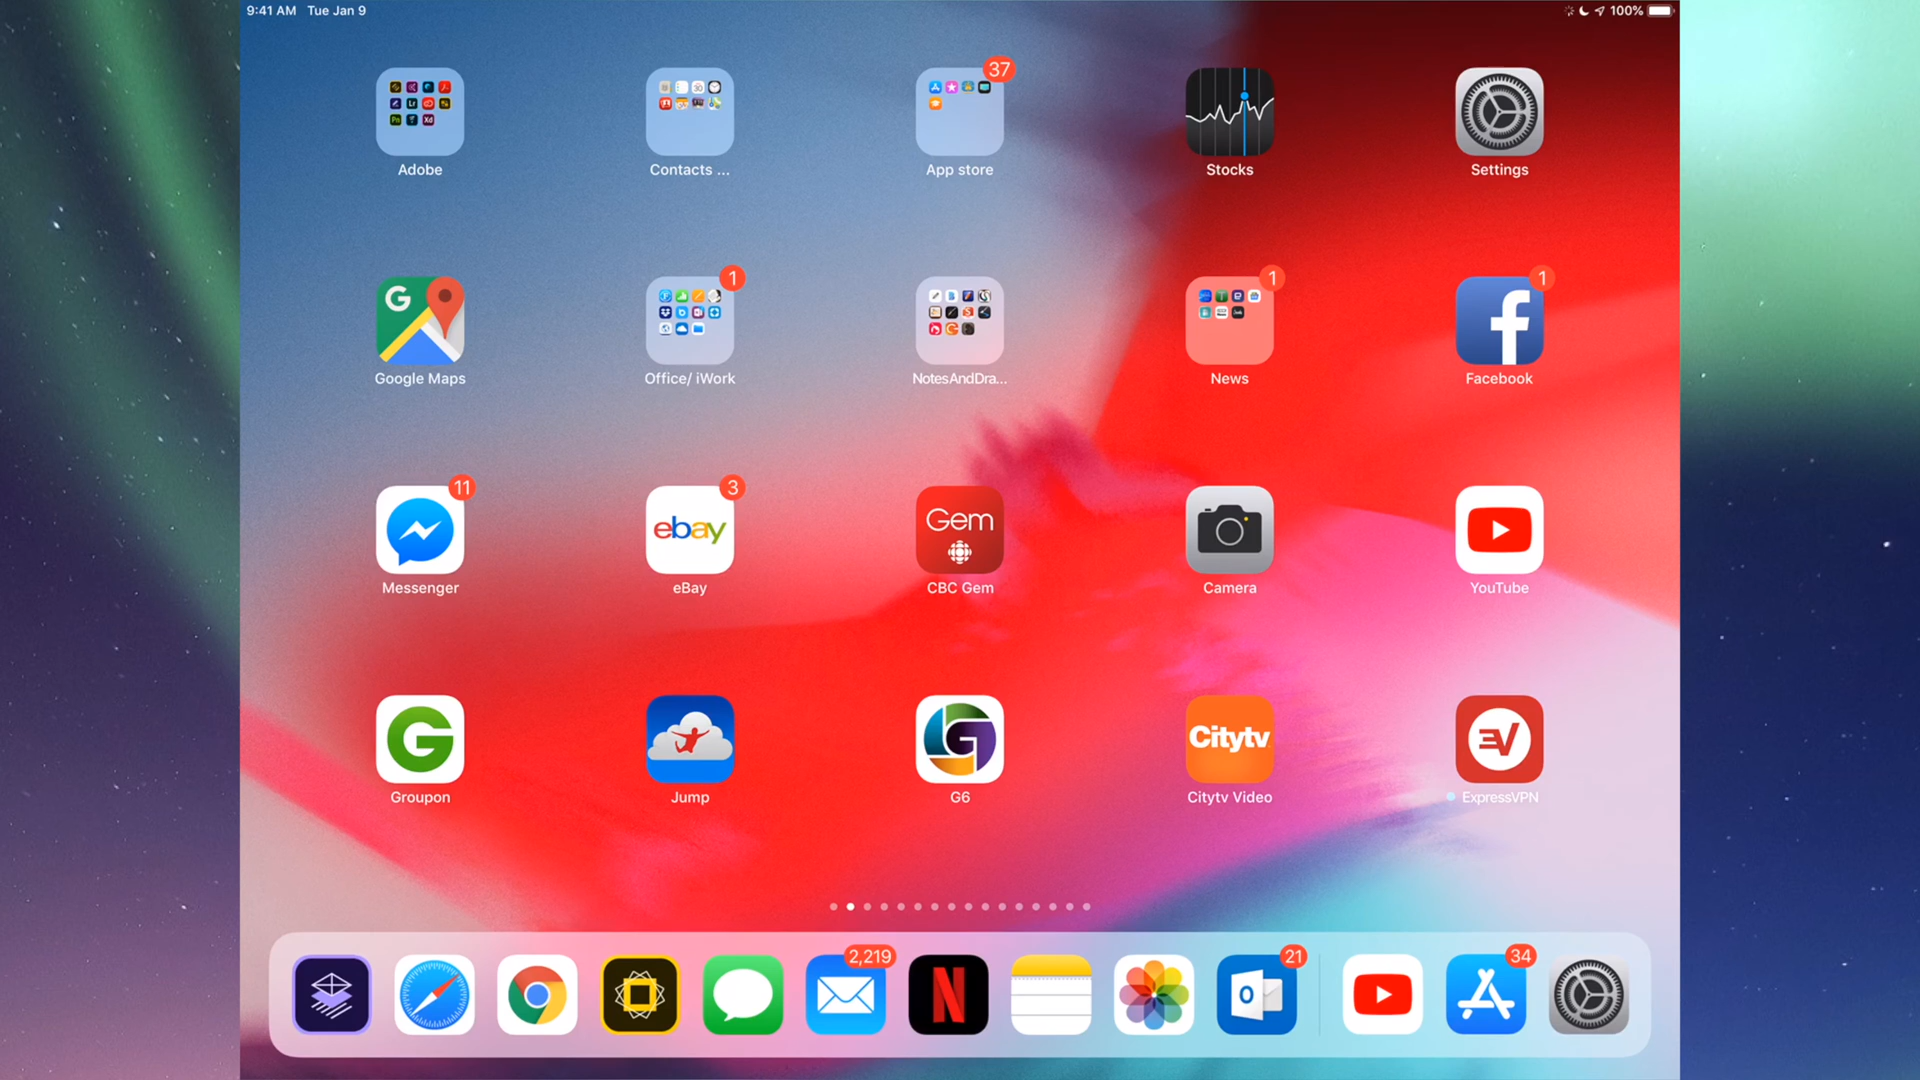 9:41 AM Tue Jan 9
100%
37
Adobe
Contacts ...
App store
Stocks
Settings
1
1
1
G
f
Google Maps
Office/ iWork
NotesAndDra...
News
Facebook
11
3
ebay
Gem
Messenger
eBay
CBC Gem
Camera
YouTube
G
G
Citytv
EV
Groupon
Jump
G6
Citytv Video
ExpressVPN
2,219
21
34
N
O